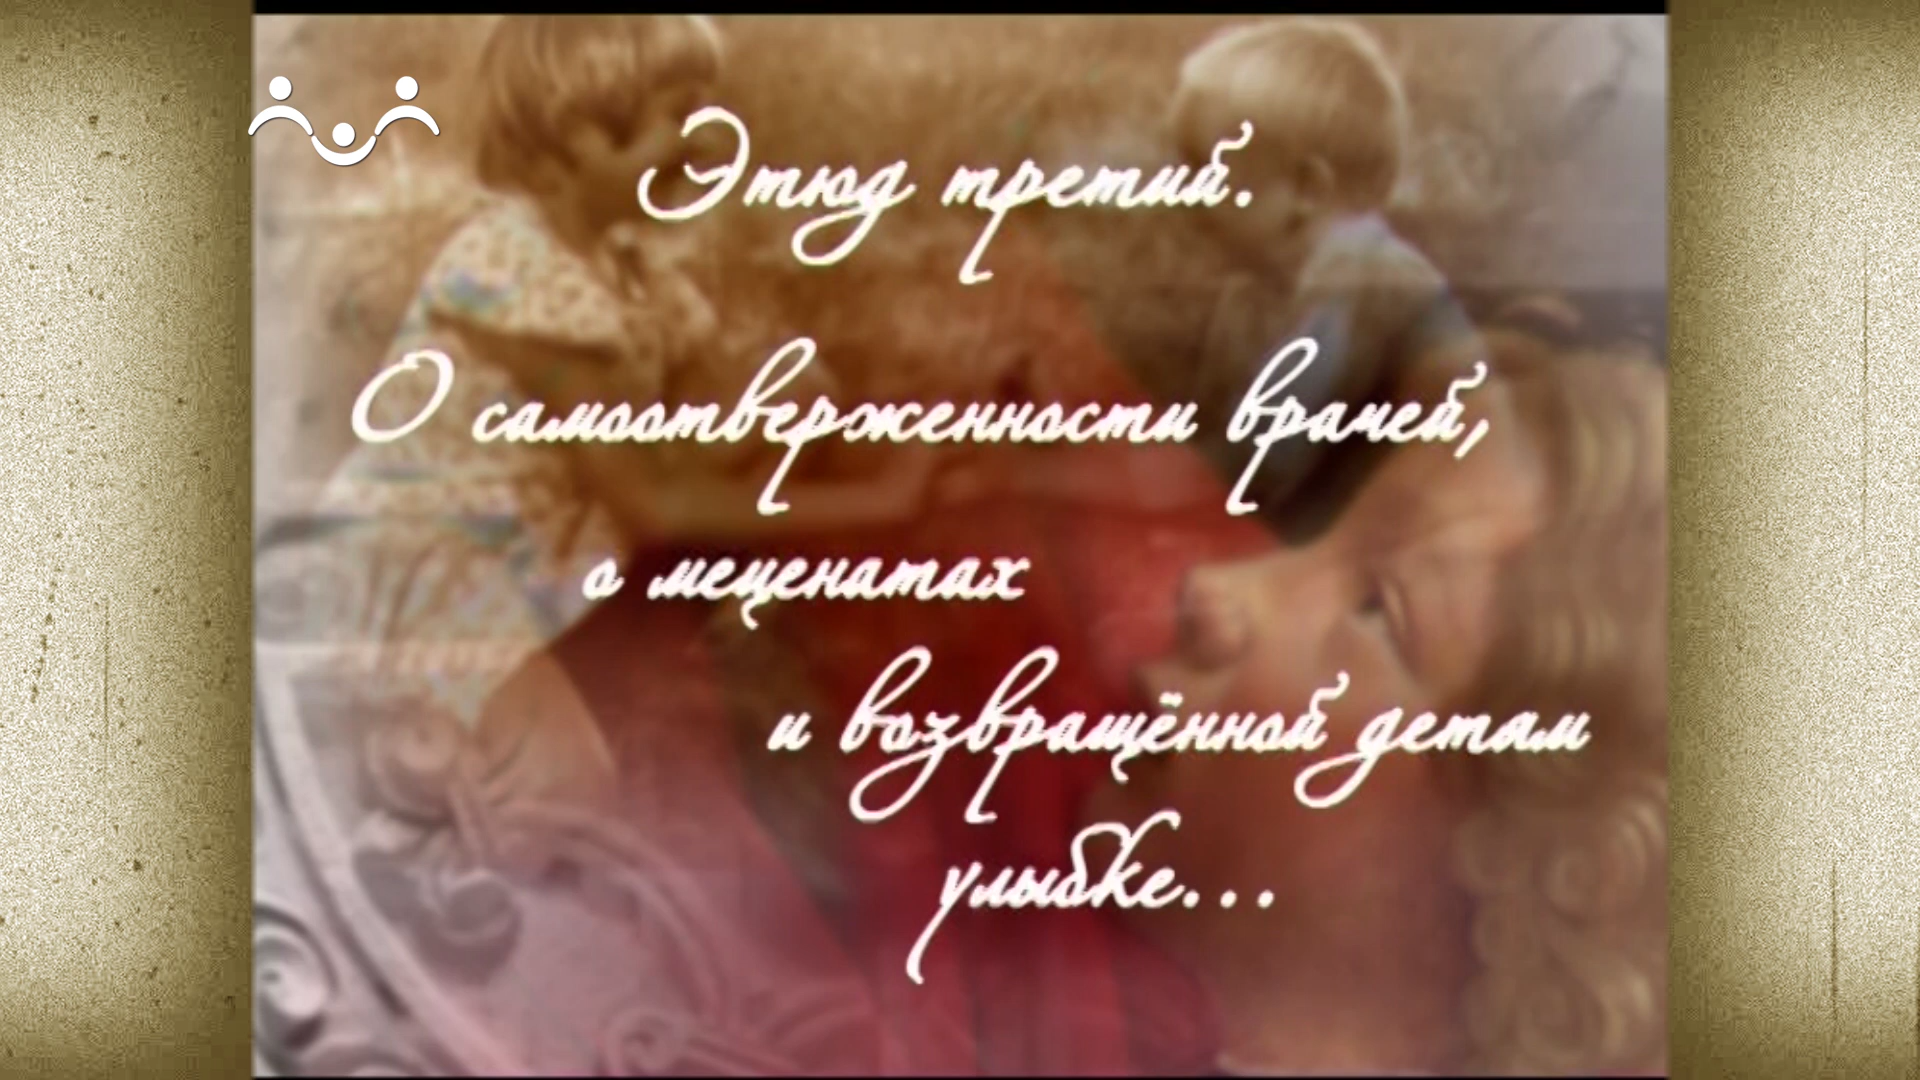 Этюд третий.
О самоотверженности врачей,
о меценатах
и возвращённой детям
улыбке...